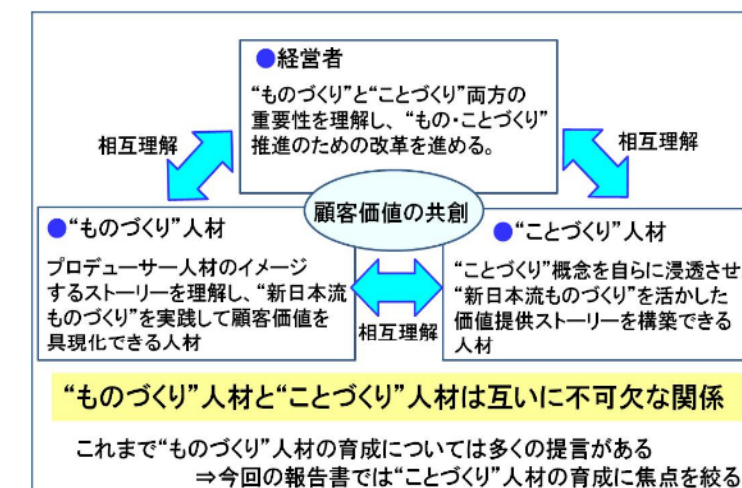 ●経営者
“ものづくり”と“ことづくり”両方の
重要性を理解し、“もの・ことづくり”
推進のための改革を進める。
相互理解
相互理解
顧客価値の共創
●“ものづくり”人材
プロデューサー人材のイメージ
するストーリーを理解し、“新日本流
ものづくり”を実践して顧客価値を
具現化できる人材
相互理解
●“ことづくり”人材
“ことづくり”概念を自らに浸透させ
“新日本流ものづくり”を活かした
価値提供ストーリーを構築できる
人材
“ものづくり”人材と“ことづくり”人材は互いに不可欠な関係
これまで“ものづくり”人材の育成については多くの提言がある
⇒今回の報告書では“ことづくり”人材の育成に焦点を絞る